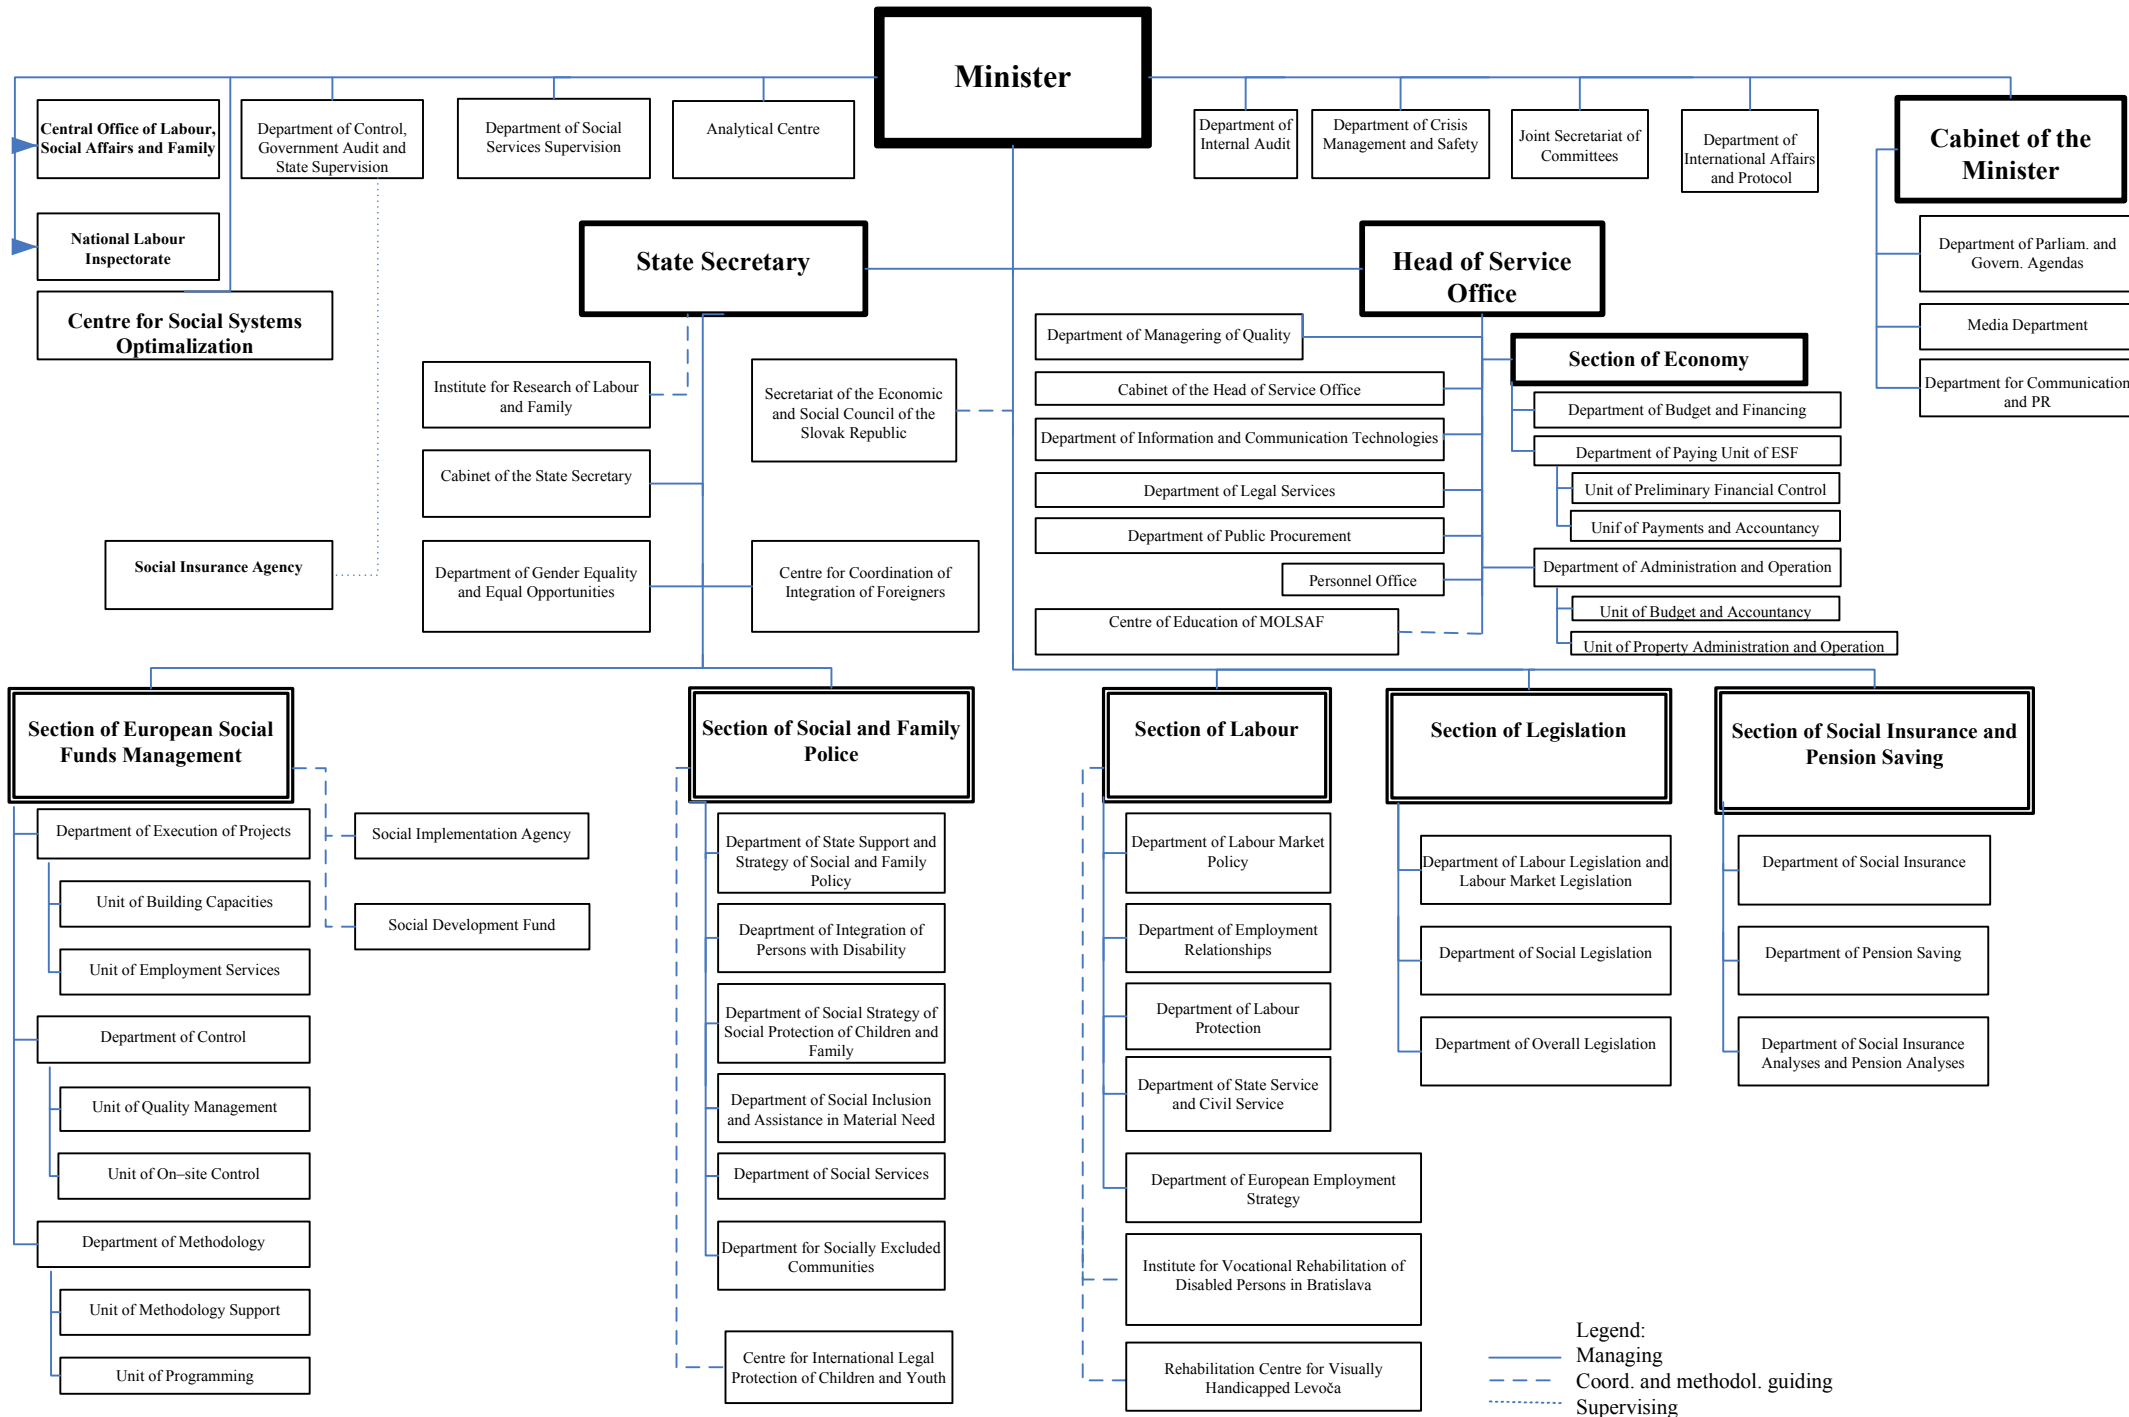 Minister
Central Office of Labour,
Social Affairs and Family
Department of Control,
Government Audit and
State Supervision
Department of Social
Services Supervision
Analytical Centre
Department of
Internal Audit
Department of Crisis
Management and Safety
Joint Secretariat of
Committees
Department of
International Affairs
and Protocol
Cabinet of the
Minister
National Labour
Inspectorate
Centre for Social Systems
Optimalization
State Secretary
Head of Service
Office
Department of Parliam. and
Govern. Agendas
Media Department
Department for Communication
and PR
Institute for Research of Labour
and Family
Secretariat of the Economic
and Social Council of the
Slovak Republic
Cabinet of the State Secretary
Department of Gender Equality
and Equal Opportunities
Centre for Coordination of
Integration of Foreigners
Social Insurance Agency
Department of Managering of Quality
Cabinet of the Head of Service Office
Department of Information and Communication Technologies
Department of Legal Services
Department of Public Procurement
Personnel Office
Centre of Education of MOLSAF
Section of Economy
Department of Budget and Financing
Department of Paying Unit of ESF
Unit of Preliminary Financial Control
Unif of Payments and Accountancy
Department of Administration and Operation
Unit of Budget and Accountancy
Unit of Property Administration and Operation
Section of European Social
Funds Management
Department of Execution of Projects
Unit of Building Capacities
Unit of Employment Services
Department of Control
Unit of Quality Management
Unit of On–site Control
Department of Methodology
Unit of Methodology Support
Unit of Programming
Social Implementation Agency
Social Development Fund
Section of Social and Family
Police
Department of State Support and
Strategy of Social and Family
Policy
Deaprtment of Integration of
Persons with Disability
Department of Social Strategy of
Social Protection of Children and
Family
Department of Social Inclusion
and Assistance in Material Need
Department of Social Services
Department for Socially Excluded
Communities
Centre for International Legal
Protection of Children and Youth
Section of Labour
Department of Labour Market
Policy
Department of Employment
Relationships
Department of Labour
Protection
Department of State Service
and Civil Service
Department of European Employment
Strategy
Institute for Vocational Rehabilitation of
Disabled Persons in Bratislava
Rehabilitation Centre for Visually
Handicapped Levoča
Section of Legislation
Department of Labour Legislation and
Labour Market Legislation
Department of Social Legislation
Department of Overall Legislation
Section of Social Insurance and
Pension Saving
Department of Social Insurance
Department of Pension Saving
Department of Social Insurance
Analyses and Pension Analyses
Legend:
Managing
Coord. and methodol. guiding
Supervising